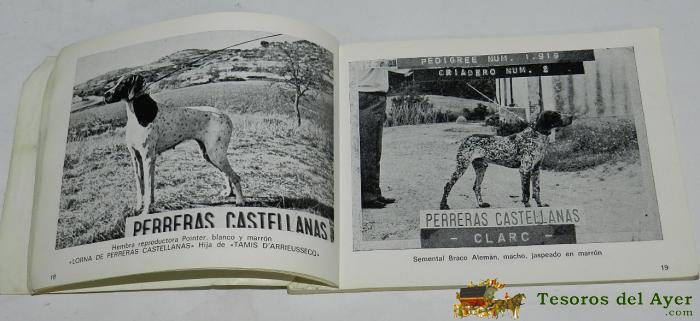 PERRERAS CASTELLANAS
Hembra reproductora Pointer, blanco y marrón
«LORNA DE PERRERAS CASTELLANAS» Hija de «TAMIS D'ARRIEUSSECQ»
18
PEDIGREE NUM. 1.919
CRIADERO NUM. 2
PERRERAS CASTELLANAS
- CLARC -
Semental Braco Alemán, macho, jaspeado en marrón
19
Tesoros del Ayer
.com